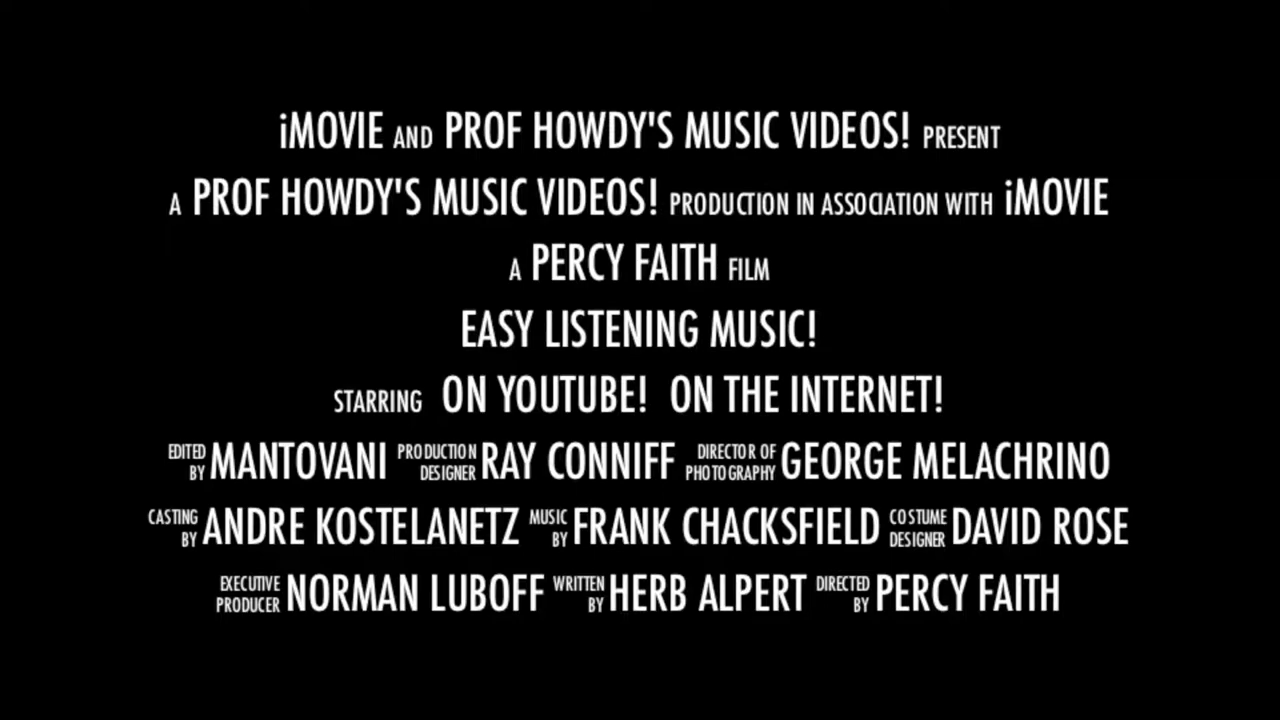 iMOVIE AND PROF HOWDY'S MUSIC VIDEOS! PRESENT
A PROF HOWDY'S MUSIC VIDEOS! PRODUCTION IN ASSOCIATION WITH iMOVIE
A PERCY FAITH FILM
EASY LISTENING MUSIC!
STARRING ON YOUTUBE! ON THE INTERNET!
EDITED BY MANTOVANI PRODUCTION DESIGNER RAY CONNIFF DIRECTOR OF PHOTOGRAPHY GEORGE MELACHRINO
CASTING BY ANDRE KOSTELANETZ MUSIC BY FRANK CHACKSFIELD COSTUME DESIGNER DAVID ROSE
EXECUTIVE PRODUCER NORMAN LUBOFF WRITTEN BY HERB ALPERT DIRECTED BY PERCY FAITH